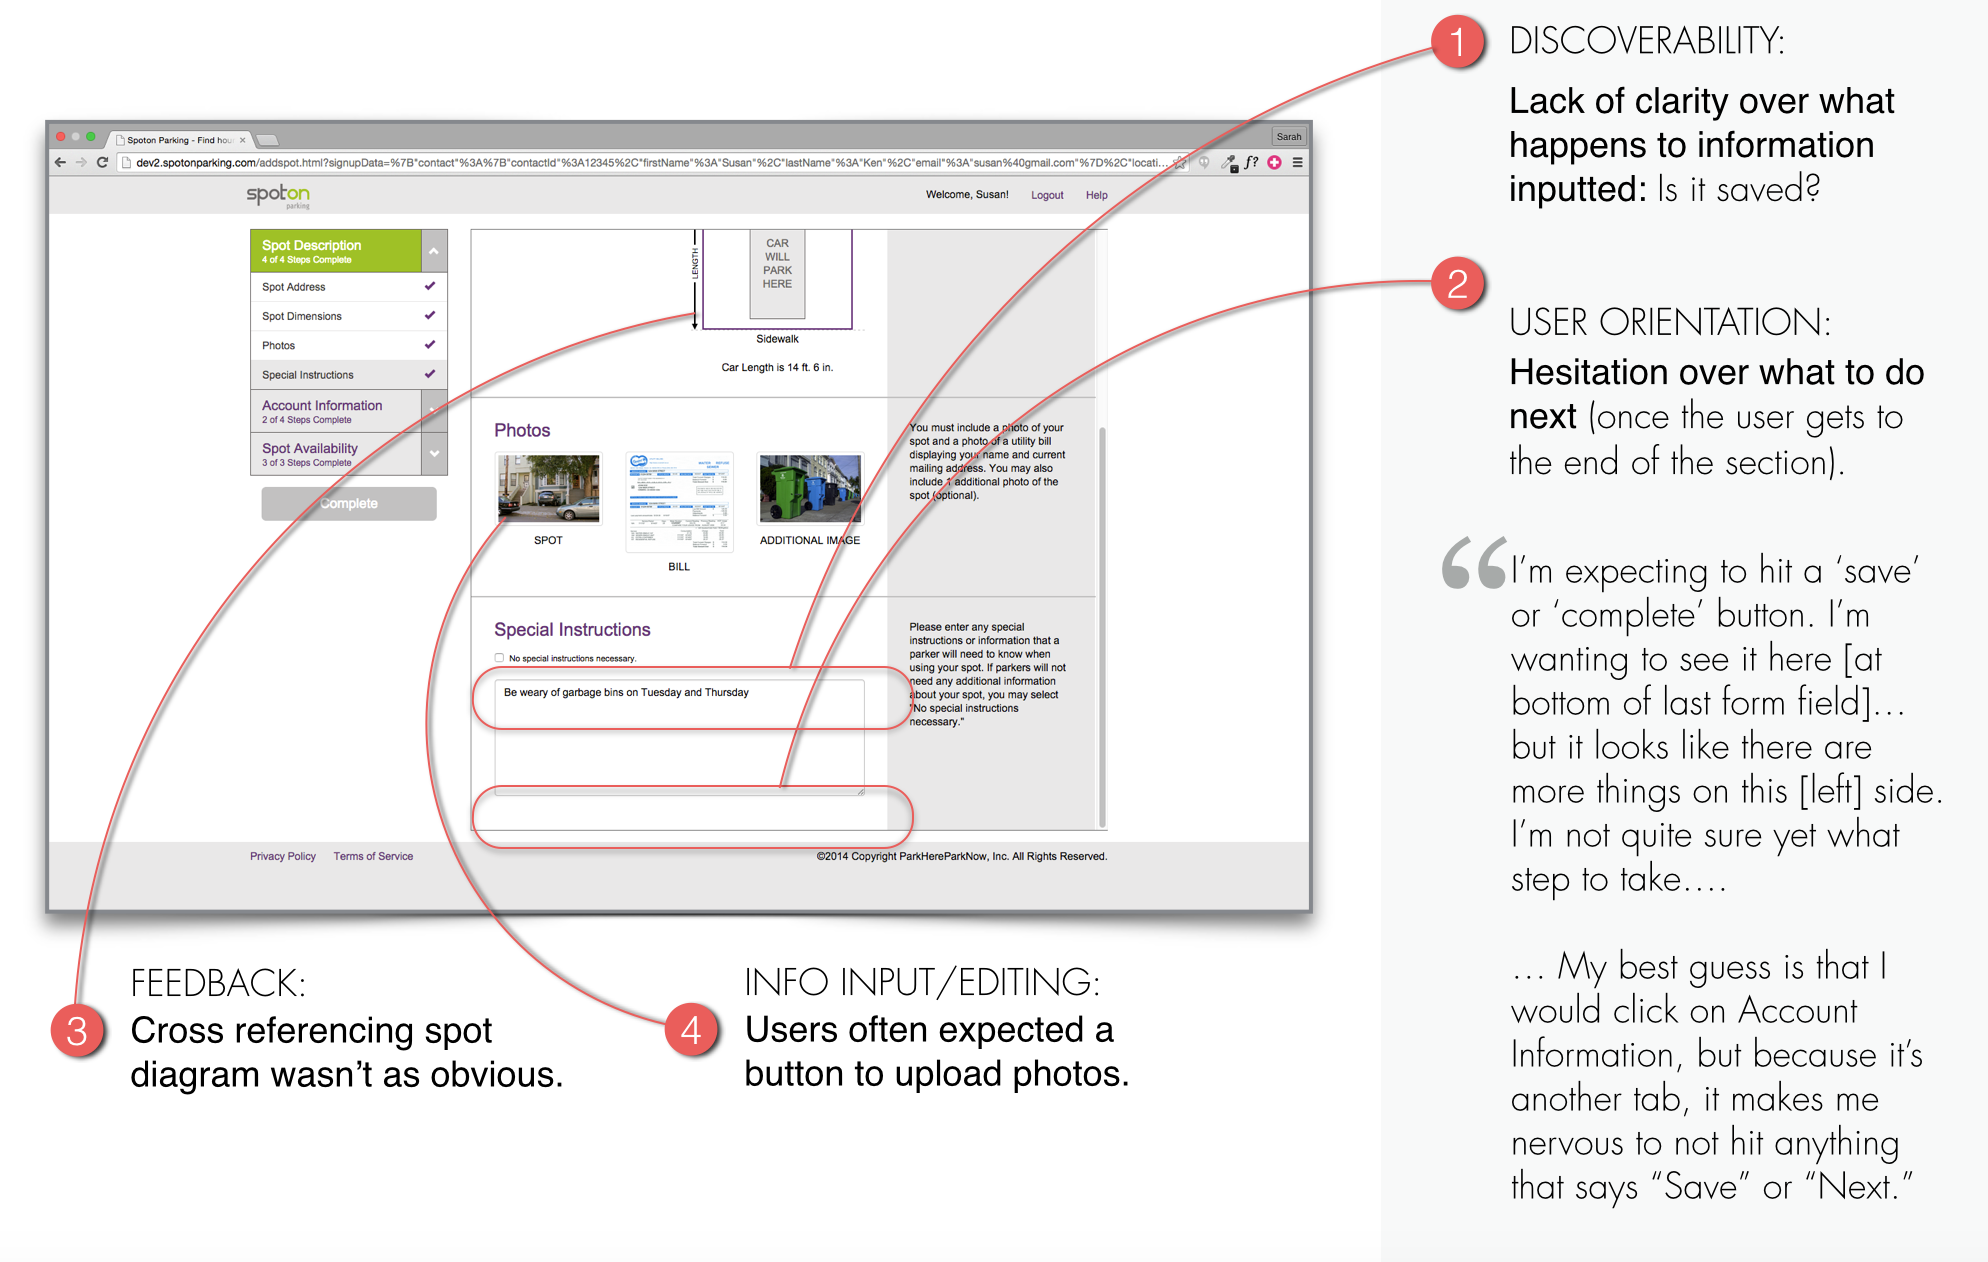 1
DISCOVERABILITY:
Lack of clarity over what
happens to information
inputted: Is it saved?
2
USER ORIENTATION:
Hesitation over what to do
next (once the user gets to
the end of the section).
“I’m expecting to hit a ‘save’
or ‘complete’ button. I’m
wanting to see it here [at
bottom of last form field]...
but it looks like there are
more things on this [left] side.
I’m not quite sure yet what
step to take....
... My best guess is that I
would click on Account
Information, but because it’s
another tab, it makes me
nervous to not hit anything
that says “Save” or “Next.”
Spoton Parking - Find hou
Sarah
dev2.spotonparking.com/addspot.html?signupData=%7B"contact"%3A%7B"contactId"%3A12345%2C"firstName"%3A"Susan"%2C"lastName"%3A"Ken"%2C"email"%3A"susan%40gmail.com"%7D%2C"locati...
f?
spoton
parking
Welcome, Susan! Logout Help
Spot Description
4 of 4 Steps Complete
Spot Address
Spot Dimensions
Photos
Special Instructions
Account Information
2 of 4 Steps Complete
Spot Availability
3 of 3 Steps Complete
Complete
LENGTH
CAR
WILL
PARK
HERE
Sidewalk
Car Length is 14 ft. 6 in.
Photos
SPOT
BILL
ADDITIONAL IMAGE
You must include a photo of your
spot and a photo of a utility bill
displaying your name and current
mailing address. You may also
include 1 additional photo of the
spot (optional).
Special Instructions
No special instructions necessary.
Be weary of garbage bins on Tuesday and Thursday
Please enter any special
instructions or information that a
parker will need to know when
using your spot. If parkers will not
need any additional information
about your spot, you may select
"No special instructions
necessary."
Privacy Policy Terms of Service
©2014 Copyright ParkHereParkNow, Inc. All Rights Reserved.
3
FEEDBACK:
Cross referencing spot
diagram wasn’t as obvious.
4
INFO INPUT/EDITING:
Users often expected a
button to upload photos.